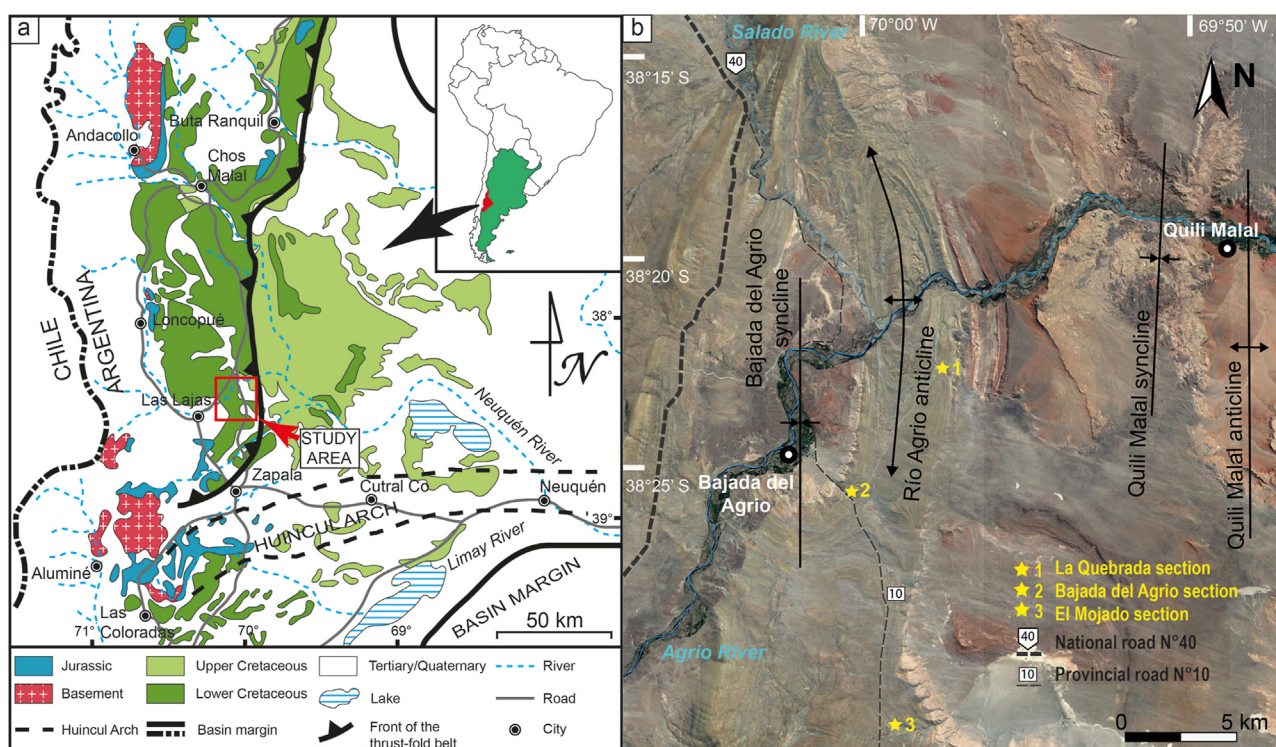 a
Andacollo
Buta Ranquil
Chos
Malal
CHILE
ARGENTINA
Loncopué
38°
N
Las Lajas
STUDY
AREA
Neuquén River
Zapala
Cutral Co
Neuquén
HUINCUL ARCH
39°
Limay River
Aluminé
Las
Coloradas
BASIN MARGIN
71°
70°
69°
50 km
Jurassic
Upper Cretaceous
Tertiary/Quaternary
River
Basement
Lower Cretaceous
Lake
Road
Huincul Arch
Basin margin
Front of the
thrust-fold belt
City
b
Salado River
70°00' W
69°50' W
40
38°15' S
N
Quili Malal
38°20' S
Bajada del Agrio
syncline
Río Agrio anticline
Quili Malal syncline
Quili Malal anticline
1
38°25' S
Bajada del
Agrio
2
10
Agrio River
3
1 La Quebrada section
2 Bajada del Agrio section
3 El Mojado section
40 National road N°40
10 Provincial road N°10
0 5 km